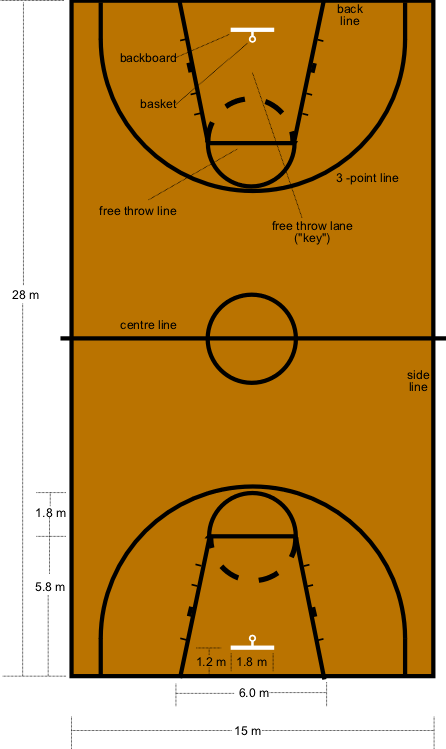 back
line
backboard
basket
3 -point line
free throw line
free throw lane
("key")
28 m
centre line
side
line
1.8 m
5.8 m
1.2 m
1.8 m
6.0 m
15 m